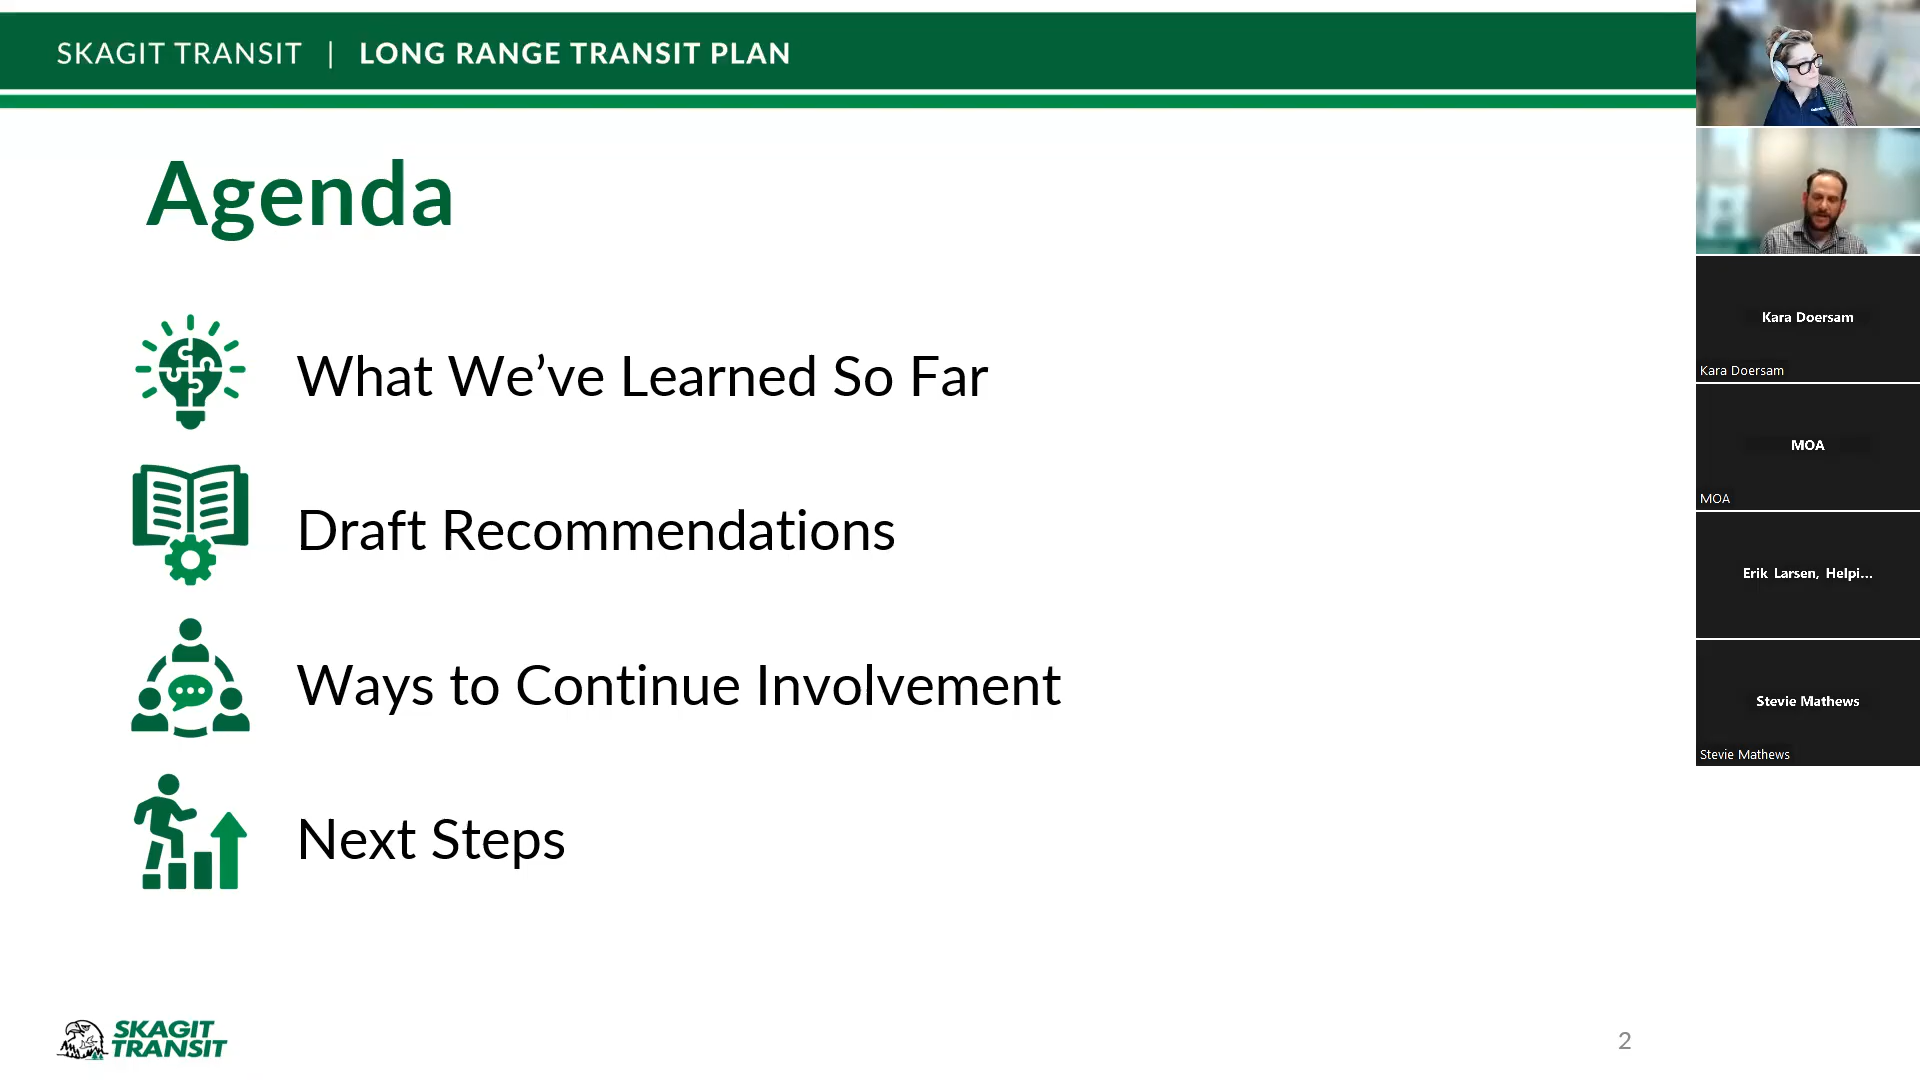 SKAGIT TRANSIT | LONG RANGE TRANSIT PLAN
Agenda
What We’ve Learned So Far
Draft Recommendations
Ways to Continue Involvement
Next Steps
SKAGIT
TRANSIT
2
Kara Doersam
Kara Doersam
MOA
MOA
Erik Larsen, Helpi...
Stevie Mathews
Stevie Mathews